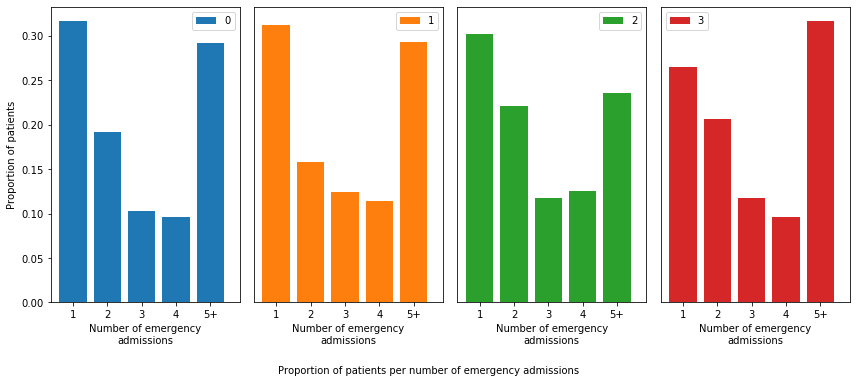 0
1
2
3
Proportion of patients
0.30
0.25
0.20
0.15
0.10
0.05
0.00
1 2 3 4 5+
Number of emergency
admissions
1 2 3 4 5+
Number of emergency
admissions
1 2 3 4 5+
Number of emergency
admissions
1 2 3 4 5+
Number of emergency
admissions
Proportion of patients per number of emergency admissions